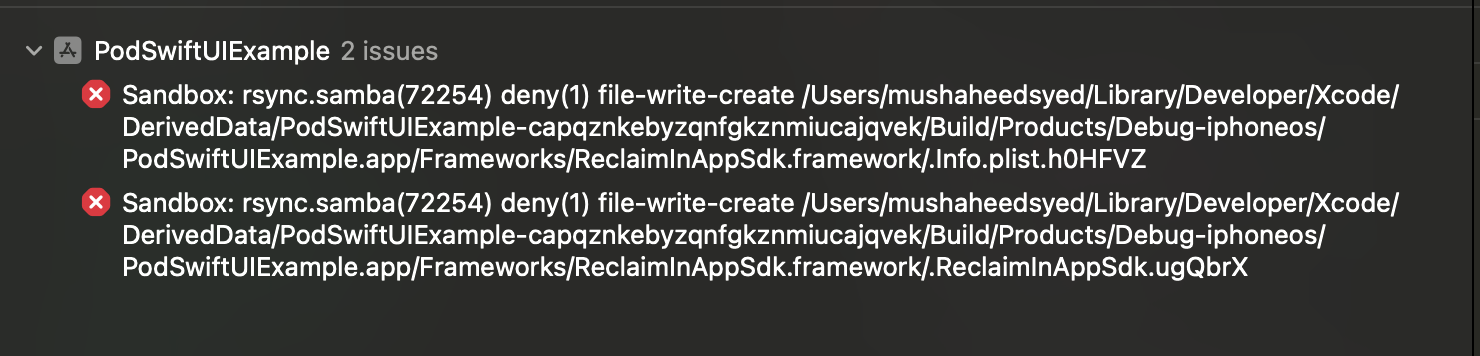 PodSwiftUIExample 2 issues
Sandbox: rsync.samba(72254) deny(1) file-write-create /Users/mushaheedsyed/Library/Developer/Xcode/
DerivedData/PodSwiftUIExample-capqznkebyzqnfgkznmiucajqvek/Build/Products/Debug-iphoneos/
PodSwiftUIExample.app/Frameworks/ReclaimInAppSdk.framework/.Info.plist.h0HFVZ
Sandbox: rsync.samba(72254) deny(1) file-write-create /Users/mushaheedsyed/Library/Developer/Xcode/
DerivedData/PodSwiftUIExample-capqznkebyzqnfgkznmiucajqvek/Build/Products/Debug-iphoneos/
PodSwiftUIExample.app/Frameworks/ReclaimInAppSdk.framework/.ReclaimInAppSdk.ugQbrX